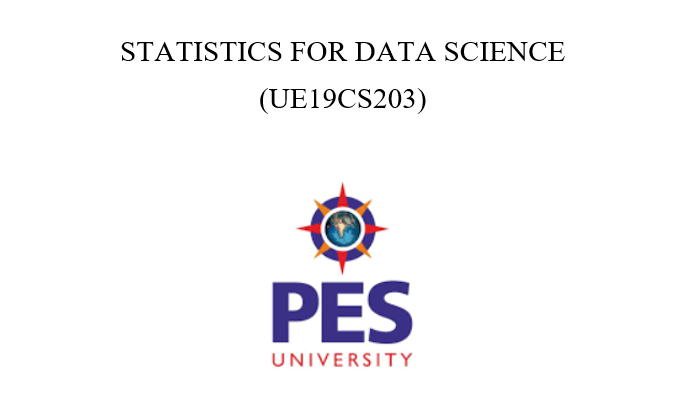 STATISTICS FOR DATA SCIENCE
(UE19CS203)
PES
UNIVERSITY